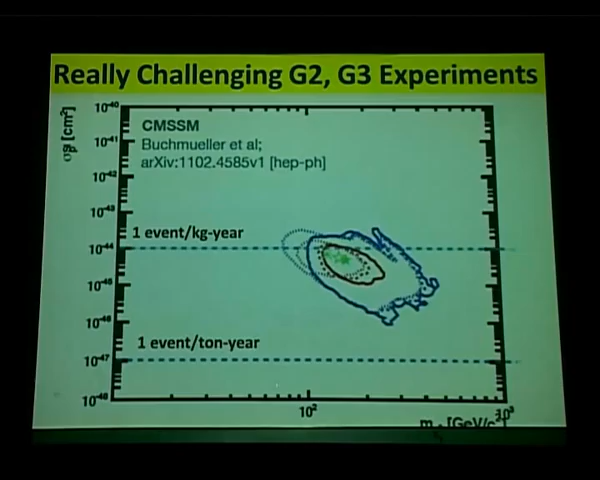 Really Challenging G2, G3 Experiments
10-40
CMSSM
Buchmueller et al;
arXiv:1102.4585v1 [hep-ph]
10-41
10-42
10-43
1 event/kg-year
10-44
10-45
10-46
1 event/ton-year
10-47
10-48
10²
10³
[cm²]
[GeV/c²]